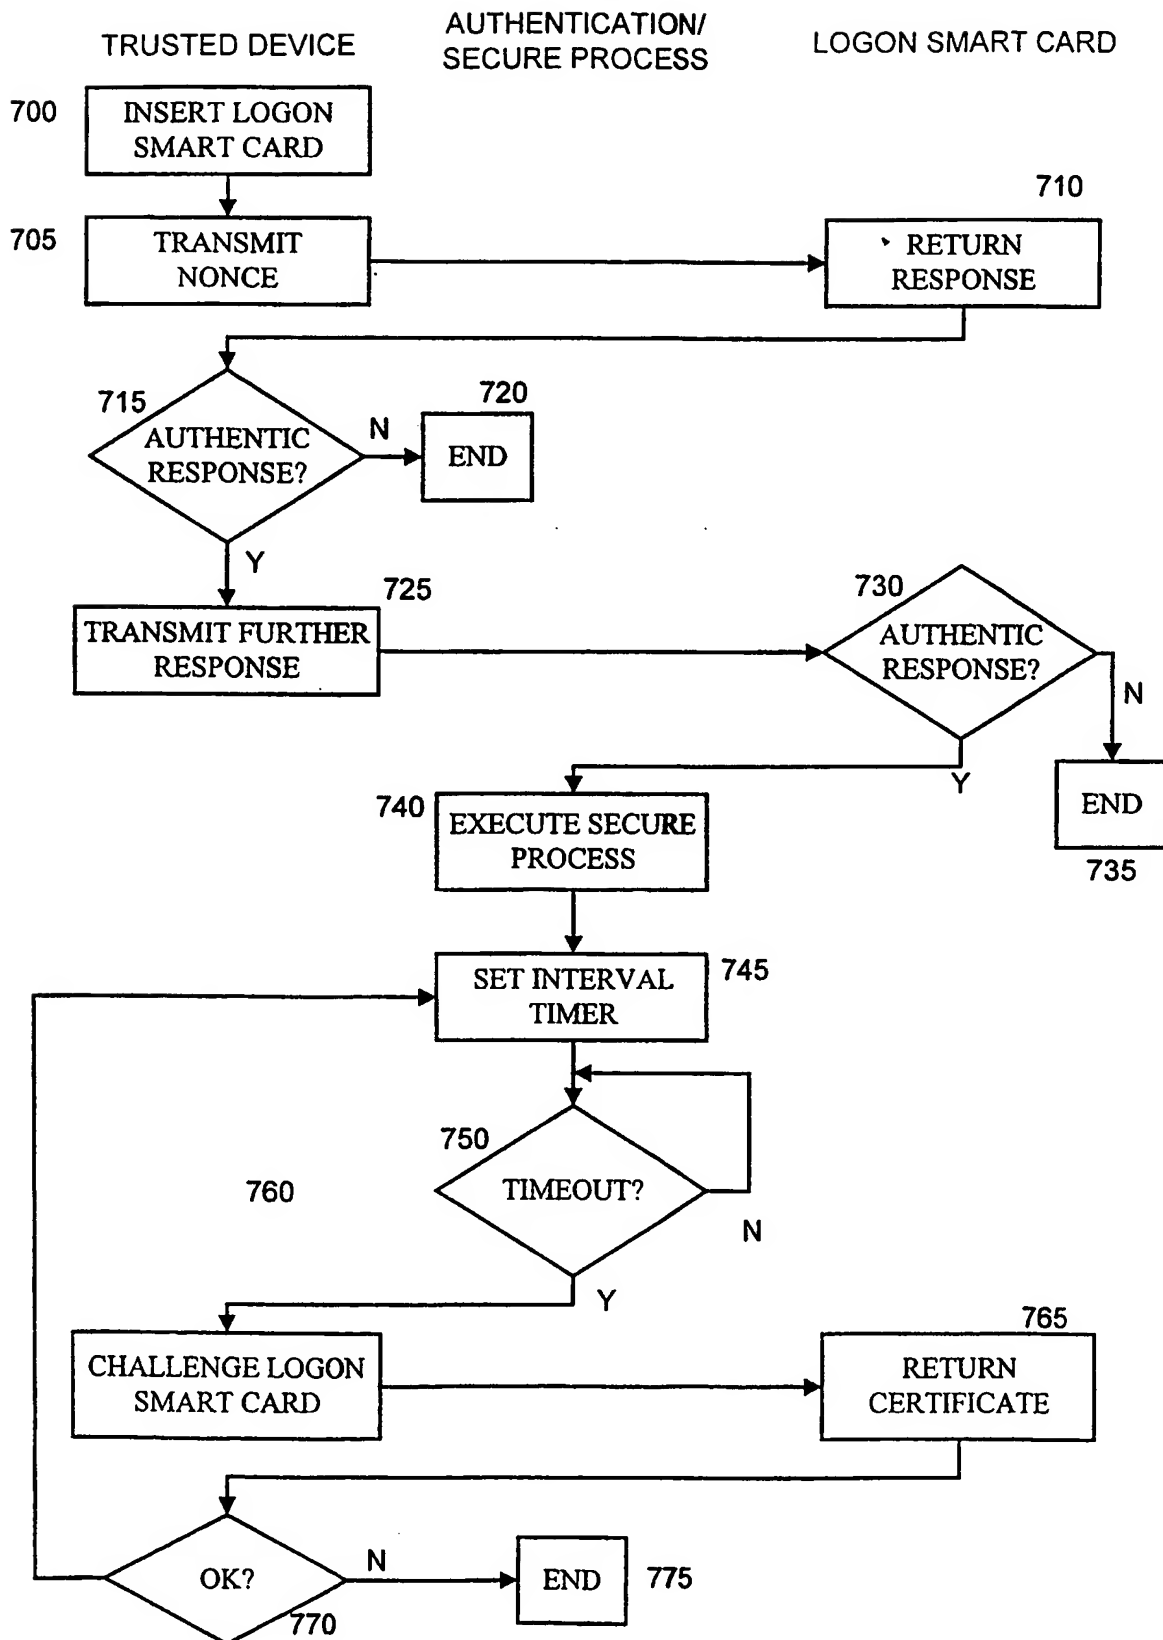 TRUSTED DEVICE
AUTHENTICATION/
SECURE PROCESS
LOGON SMART CARD
700
INSERT LOGON
SMART CARD
705
TRANSMIT
NONCE
710
RETURN
RESPONSE
715
AUTHENTIC
RESPONSE?
N
720
END
Y
725
TRANSMIT FURTHER
RESPONSE
730
AUTHENTIC
RESPONSE?
N
Y
END
735
740
EXECUTE SECURE
PROCESS
SET INTERVAL
TIMER
745
750
TIMEOUT?
N
760
Y
CHALLENGE LOGON
SMART CARD
765
RETURN
CERTIFICATE
OK?
770
N
END
775